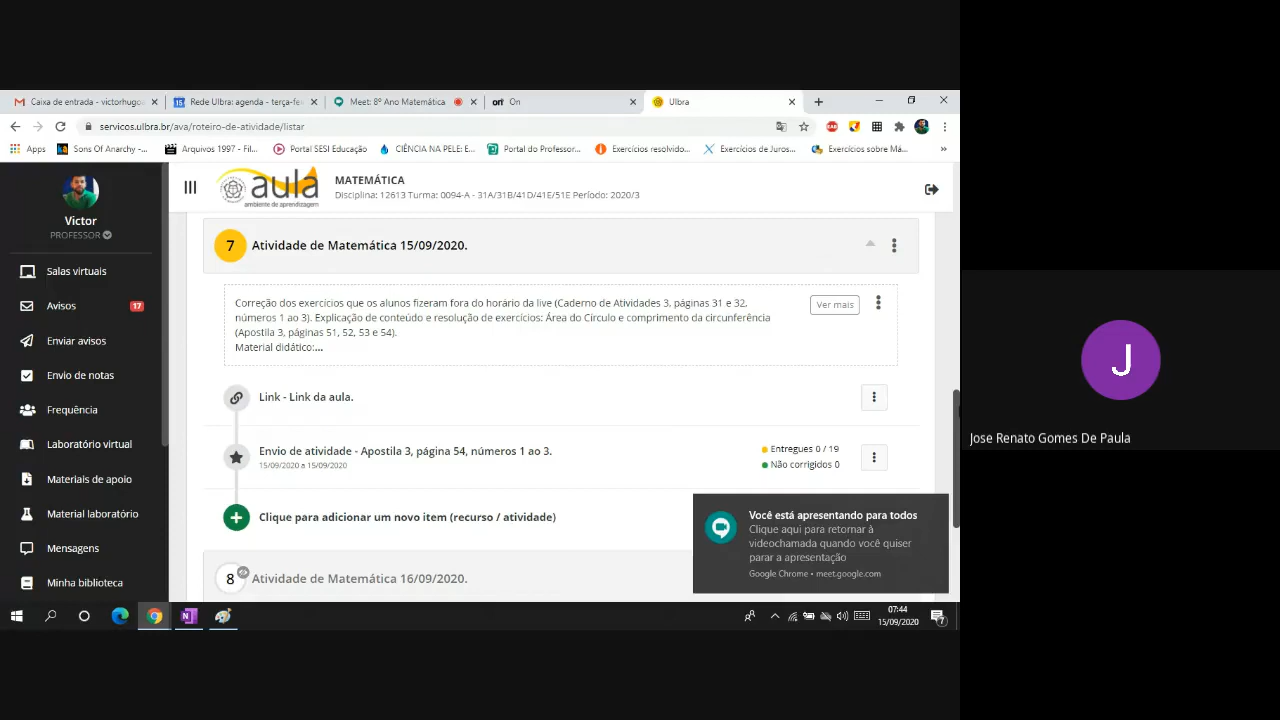 Caixa de entrada - victorhugo
Rede Ulbra: agenda - terça-fe
Meet: 8º Ano Matemática
On
Ulbra
servicos.ulbra.br/ava/roteiro-de-atividade/listar
Apps
Sons Of Anarchy -...
Arquivos 1997 - Fil...
Portal SESI Educação
CIÊNCIA NA PELE: E...
Portal do Professor...
Exercícios resolvido...
Exercícios de Juros...
Exercícios sobre Má...
»
Victor
PROFESSOR
Salas virtuais
Avisos 17
Enviar avisos
Envio de notas
Frequência
Laboratório virtual
Materiais de apoio
Material laboratório
Mensagens
Minha biblioteca
aula
ambiente de aprendizagem
MATEMÁTICA
Disciplina: 12613 Turma: 0094-A - 31A/31B/41D/41E/51E Período: 2020/3
7 Atividade de Matemática 15/09/2020.
Correção dos exercícios que os alunos fizeram fora do horário da live (Caderno de Atividades 3, páginas 31 e 32,
números 1 ao 3). Explicação de conteúdo e resolução de exercícios: Área do Círculo e comprimento da circunferência
(Apostila 3, páginas 51, 52, 53 e 54).
Material didático:...
Ver mais
Link - Link da aula.
Envio de atividade - Apostila 3, página 54, números 1 ao 3.
15/09/2020 a 15/09/2020
Entregues 0 / 19
Não corrigidos 0
Clique para adicionar um novo item (recurso / atividade)
8 Atividade de Matemática 16/09/2020.
Você está apresentando para todos
Clique aqui para retornar à
videochamada quando você quiser
parar a apresentação
Google Chrome • meet.google.com
07:44
15/09/2020
7
J
Jose Renato Gomes De Paula